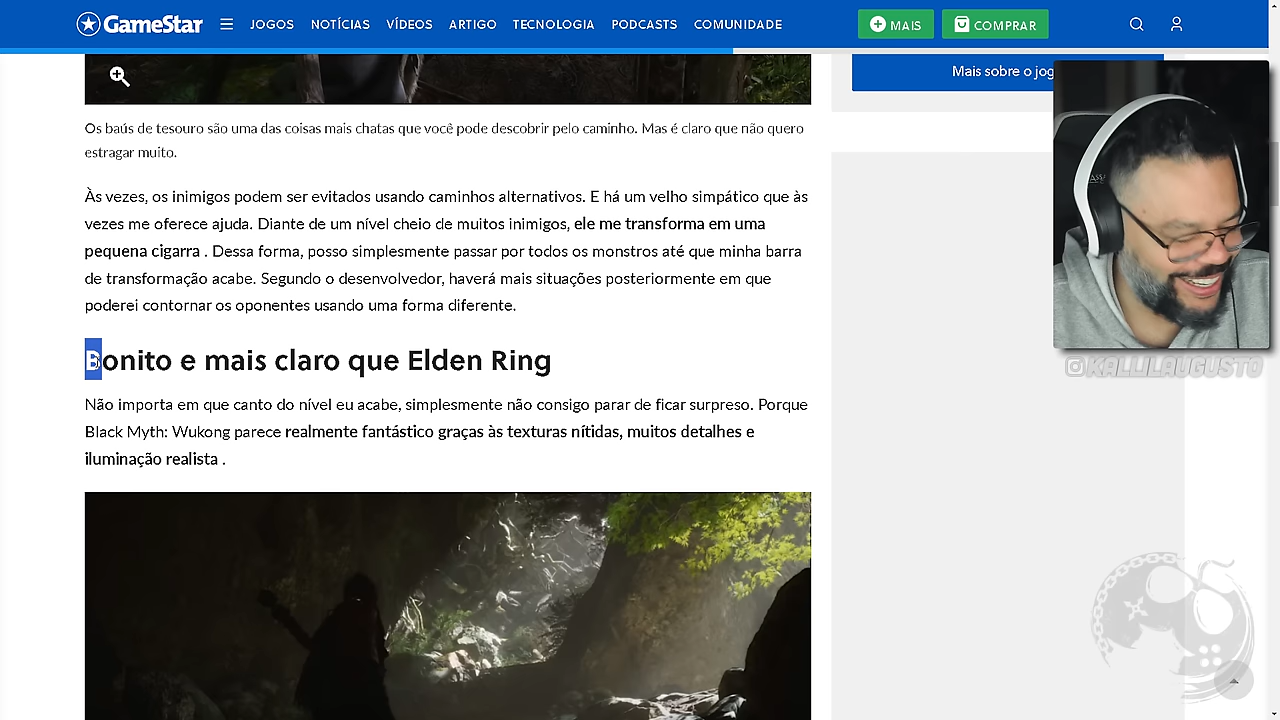 GameStar
JOGOS NOTÍCIAS VÍDEOS ARTIGO TECNOLOGIA PODCASTS COMUNIDADE
MAIS
COMPRAR
Mais sobre o jog
Os baús de tesouro são uma das coisas mais chatas que você pode descobrir pelo caminho. Mas é claro que não quero
estragar muito.
Às vezes, os inimigos podem ser evitados usando caminhos alternativos. E há um velho simpático que às
vezes me oferece ajuda. Diante de um nível cheio de muitos inimigos, ele me transforma em uma
pequena cigarra . Dessa forma, posso simplesmente passar por todos os monstros até que minha barra
de transformação acabe. Segundo o desenvolvedor, haverá mais situações posteriormente em que
poderei contornar os oponentes usando uma forma diferente.
Bonito e mais claro que Elden Ring
Não importa em que canto do nível eu acabe, simplesmente não consigo parar de ficar surpreso. Porque
Black Myth: Wukong parece realmente fantástico graças às texturas nítidas, muitos detalhes e
iluminação realista .
KALLILAUGUSTO